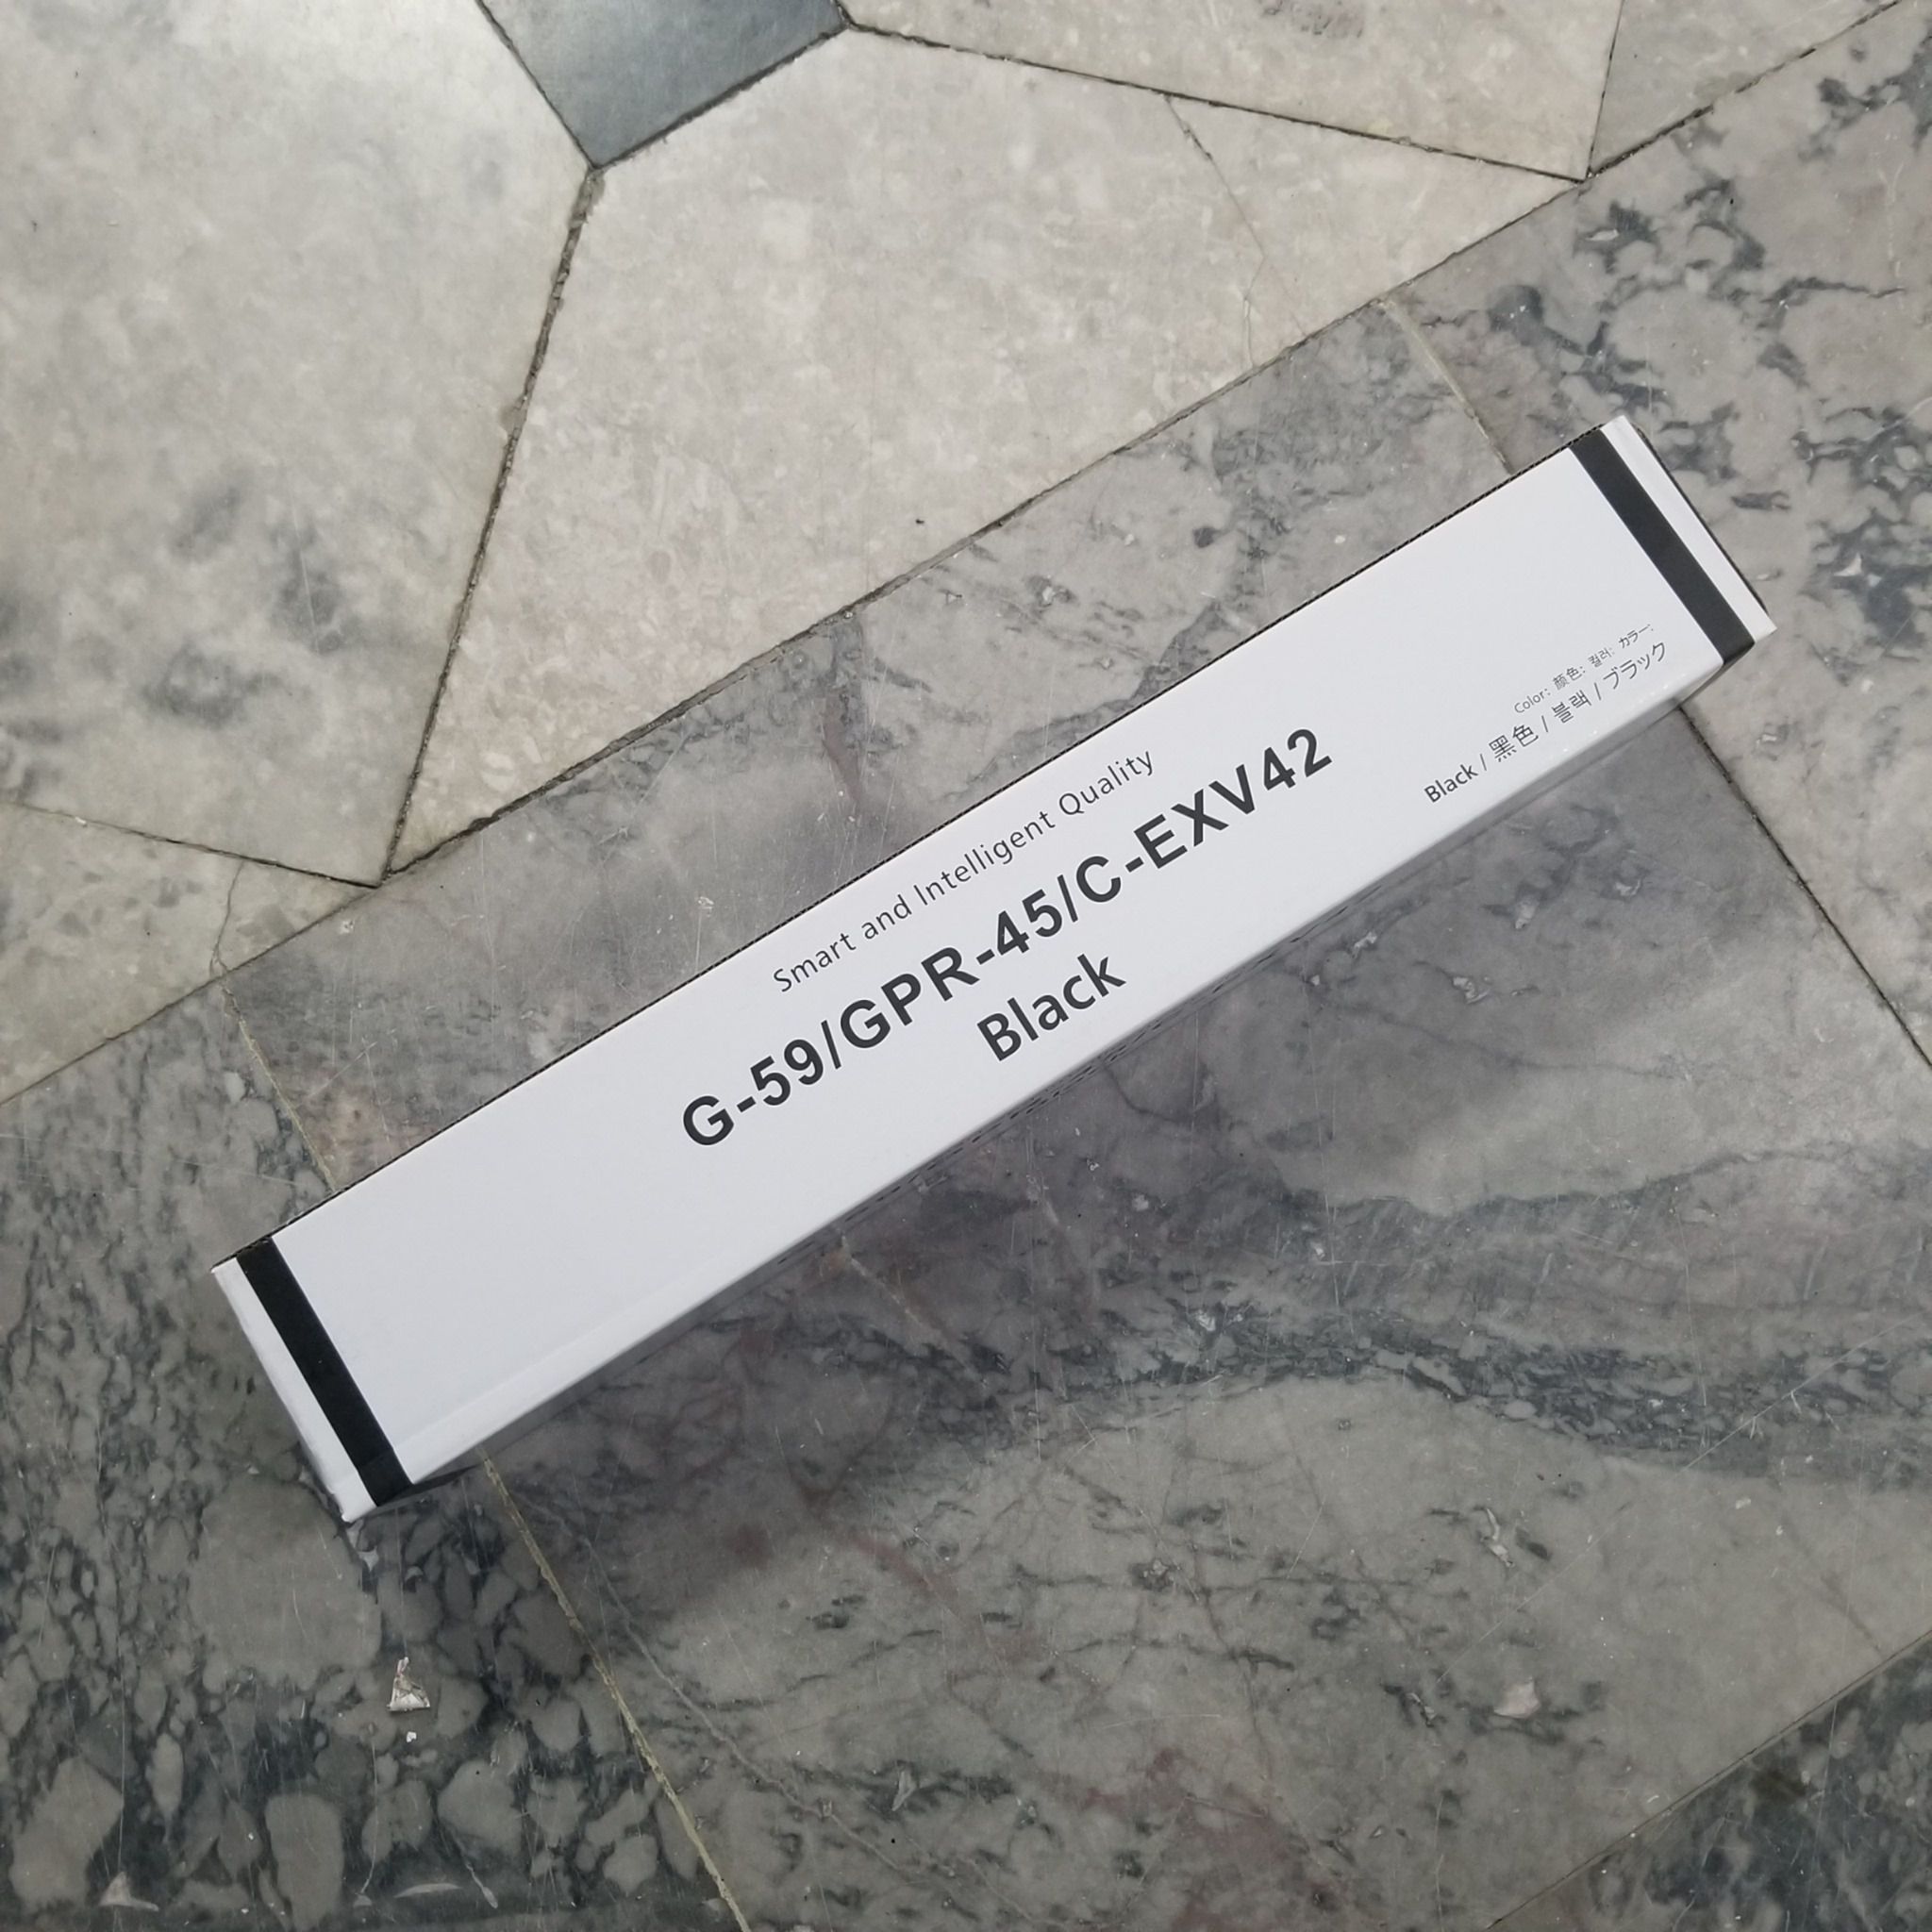 Smart and Intelligent Quality
G-59/GPR-45/C-EXV42
Black
Color: 颜色: 컬러: カラー:
Black / 黑色 / 블랙 / ブラック